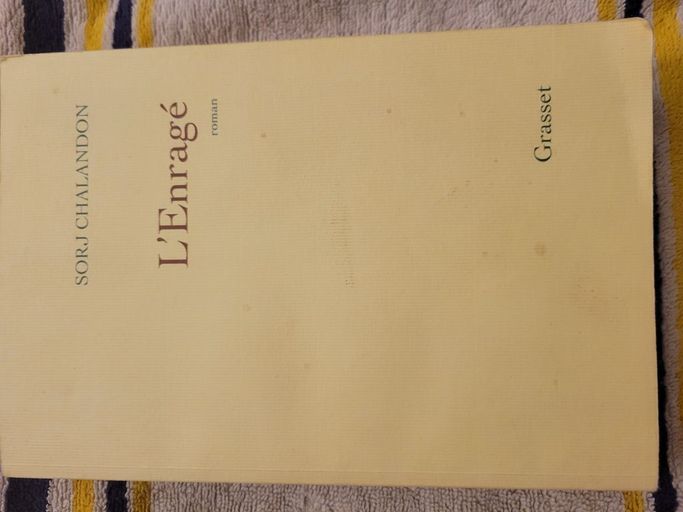 SORJ CHALANDON
L'Enragé
roman
Grasset